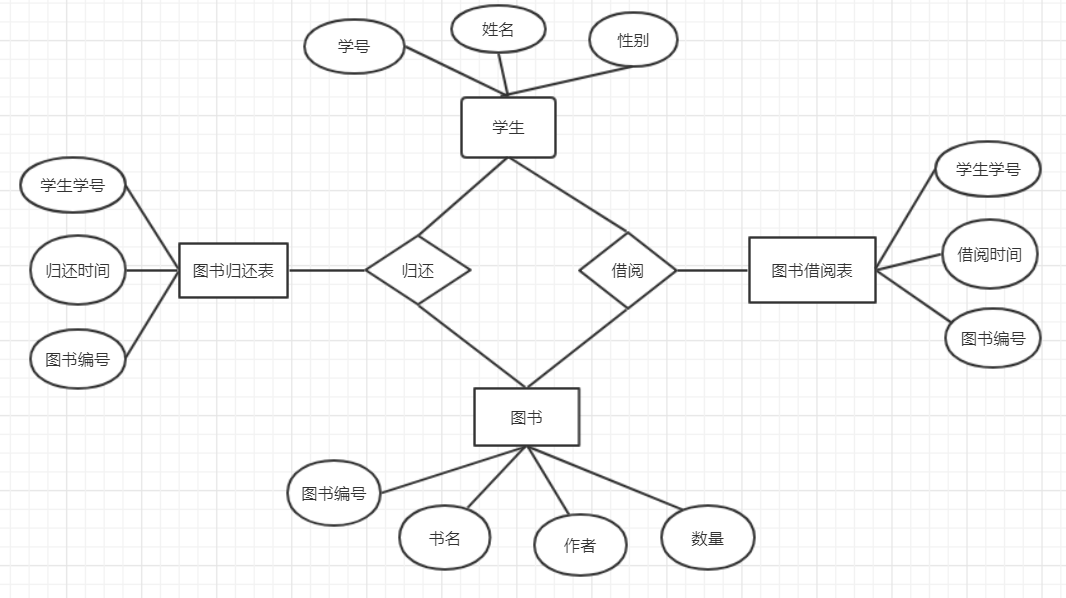 学号
姓名
性别
学生
学生学号
归还时间
图书编号
图书归还表
归还
借阅
图书借阅表
学生学号
借阅时间
图书编号
图书
图书编号
书名
作者
数量